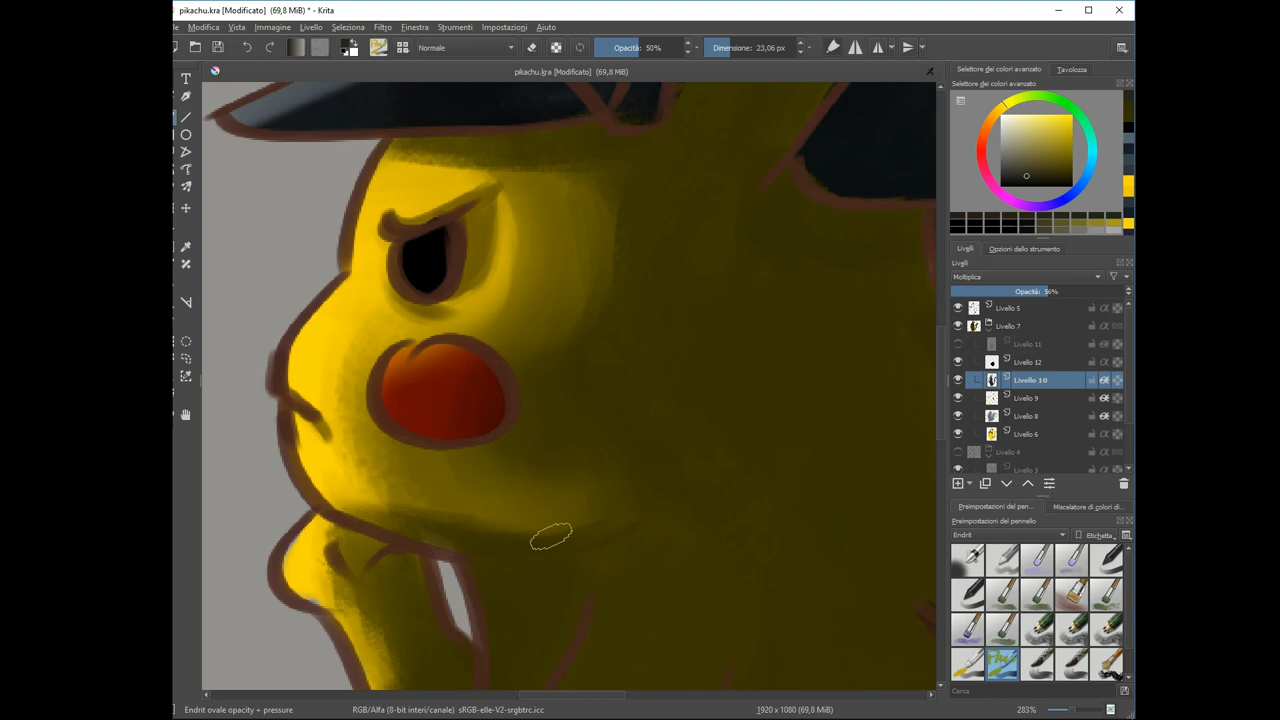 pikachu.kra [Modificato] (69,8 MiB) * - Krita
Modifica Vista Immagine Livello Seleziona Filtro Finestra Strumenti Impostazioni Aiuto
Normale Opacità: 50% Dimensione: 23,06 px
pikachu.kra [Modificato] (69,8 MiB)
Selettore dei colori avanzato Tavolozza
Selettore dei colori avanzato
Livelli Opzioni dello strumento
Livelli
Moltiplica
Opacità: 56%
Livello 5
Livello 7
Livello 11
Livello 12
Livello 10
Livello 9
Livello 8
Livello 6
Livello 4
Livello 3
Preimpostazioni del pen... Miscelatore di colori di...
Preimpostazioni del pennello
Endrit Etichetta
Cerca
Endrit ovale opacity + pressure RGB/Alfa (8-bit interi/canale) sRGB-elle-V2-srgbtrc.icc 1920 x 1080 (69,8 MiB) 283%